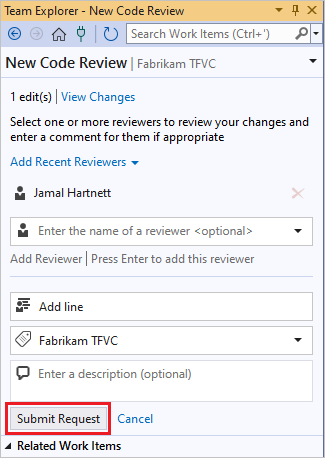 Team Explorer - New Code Review
Search Work Items (Ctrl+')
New Code Review | Fabrikam TFVC
1 edit(s) | View Changes
Select one or more reviewers to review your changes and
enter a comment for them if appropriate
Add Recent Reviewers
Jamal Hartnett
Enter the name of a reviewer <optional>
Add Reviewer | Press Enter to add this reviewer
Add line
Fabrikam TFVC
Enter a description (optional)
Submit Request Cancel
Related Work Items